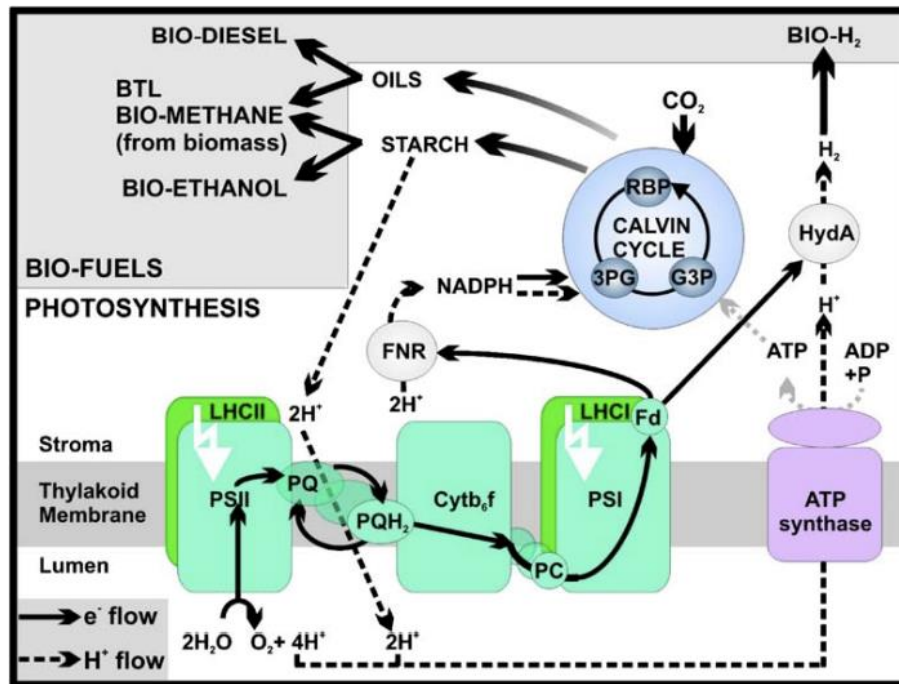 BIO-DIESEL
BIO-H₂
OILS
BTL
BIO-METHANE
(from biomass)
CO₂
STARCH
H₂
BIO-ETHANOL
RBP
CALVIN
CYCLE
HydA
3PG
G3P
BIO-FUELS
NADPH
PHOTOSYNTHESIS
H⁺
FNR
ATP
ADP
+P
2H⁺
LHCII
2H⁺
LHCI
Fd
Stroma
Thylakoid
Membrane
PSII
PQ
PQH₂
Cytb₆f
PSI
ATP
synthase
Lumen
PC
e⁻ flow
2H₂O
O₂+
4H⁺
2H⁺
H⁺ flow